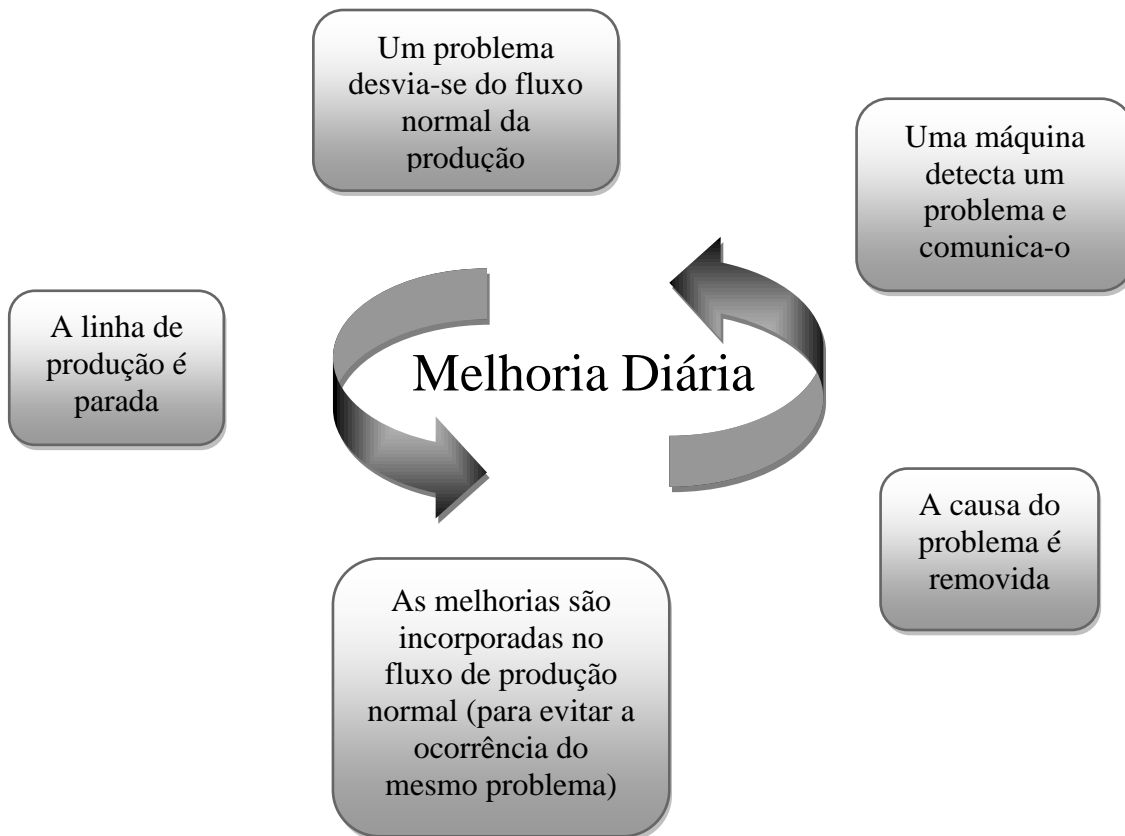 Um problema
desvia-se do fluxo
normal da
produção
Uma máquina
detecta um
problema e
comunica-o
A linha de
produção é
parada
Melhoria Diária
A causa do
problema é
removida
As melhorias são
incorporadas no
fluxo de produção
normal (para evitar a
ocorrência do
mesmo problema)